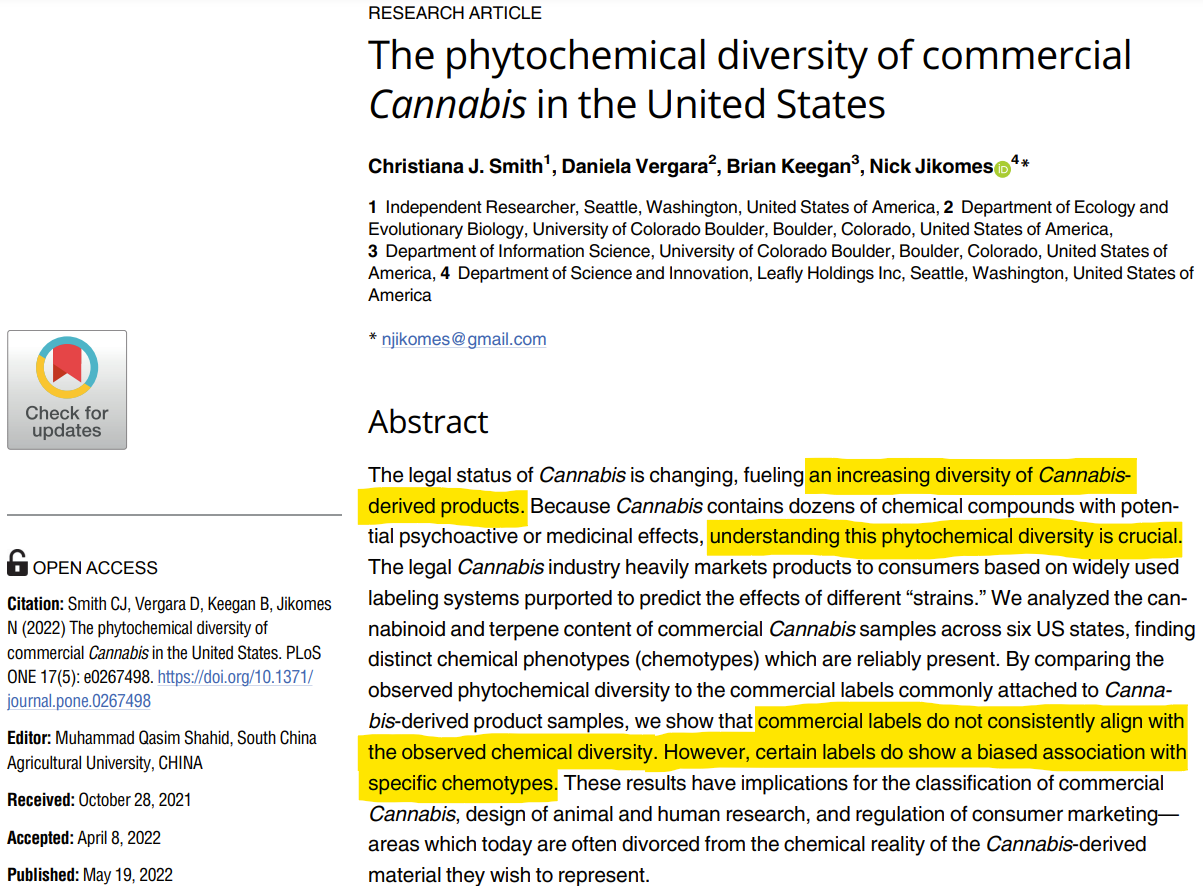 RESEARCH ARTICLE
The phytochemical diversity of commercial
Cannabis in the United States
Christiana J. Smith1, Daniela Vergara2, Brian Keegan3, Nick Jikomes iD 4*
1 Independent Researcher, Seattle, Washington, United States of America, 2 Department of Ecology and
Evolutionary Biology, University of Colorado Boulder, Boulder, Colorado, United States of America,
3 Department of Information Science, University of Colorado Boulder, Boulder, Colorado, United States of
America, 4 Department of Science and Innovation, Leafly Holdings Inc, Seattle, Washington, United States of
America
* njikomes@gmail.com
Check for
updates
OPEN ACCESS
Citation: Smith CJ, Vergara D, Keegan B, Jikomes
N (2022) The phytochemical diversity of
commercial Cannabis in the United States. PLoS
ONE 17(5): e0267498. https://doi.org/10.1371/
journal.pone.0267498
Editor: Muhammad Qasim Shahid, South China
Agricultural University, CHINA
Received: October 28, 2021
Accepted: April 8, 2022
Published: May 19, 2022
Abstract
The legal status of Cannabis is changing, fueling an increasing diversity of Cannabis-
derived products. Because Cannabis contains dozens of chemical compounds with poten-
tial psychoactive or medicinal effects, understanding this phytochemical diversity is crucial.
The legal Cannabis industry heavily markets products to consumers based on widely used
labeling systems purported to predict the effects of different “strains.” We analyzed the can-
nabinoid and terpene content of commercial Cannabis samples across six US states, finding
distinct chemical phenotypes (chemotypes) which are reliably present. By comparing the
observed phytochemical diversity to the commercial labels commonly attached to Canna-
bis-derived product samples, we show that commercial labels do not consistently align with
the observed chemical diversity. However, certain labels do show a biased association with
specific chemotypes. These results have implications for the classification of commercial
Cannabis, design of animal and human research, and regulation of consumer marketing—
areas which today are often divorced from the chemical reality of the Cannabis-derived
material they wish to represent.